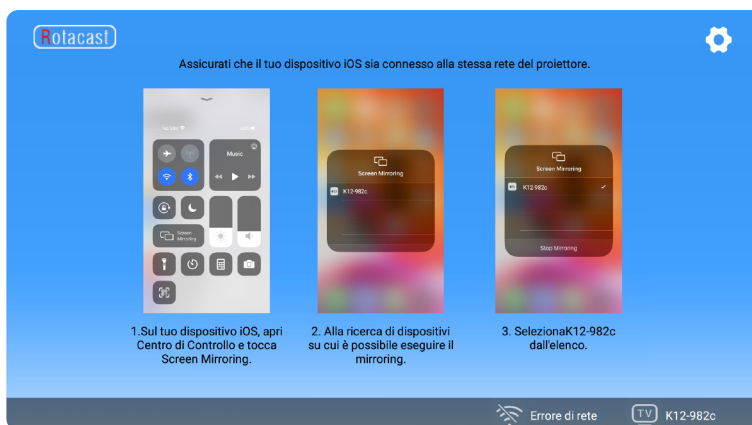 Rotacast
Assicurati che il tuo dispositivo iOS sia connesso alla stessa rete del proiettore.
Music
Screen
Mirroring
1.Sul tuo dispositivo iOS, apri
Centro di Controllo e tocca
Screen Mirroring.
Screen Mirroring
K12-982c
2. Alla ricerca di dispositivi
su cui è possibile eseguire il
mirroring.
Screen Mirroring
K12-982c
Stop Mirroring
3. SelezionaK12-982c
dall'elenco.
Errore di rete
TV
K12-982c